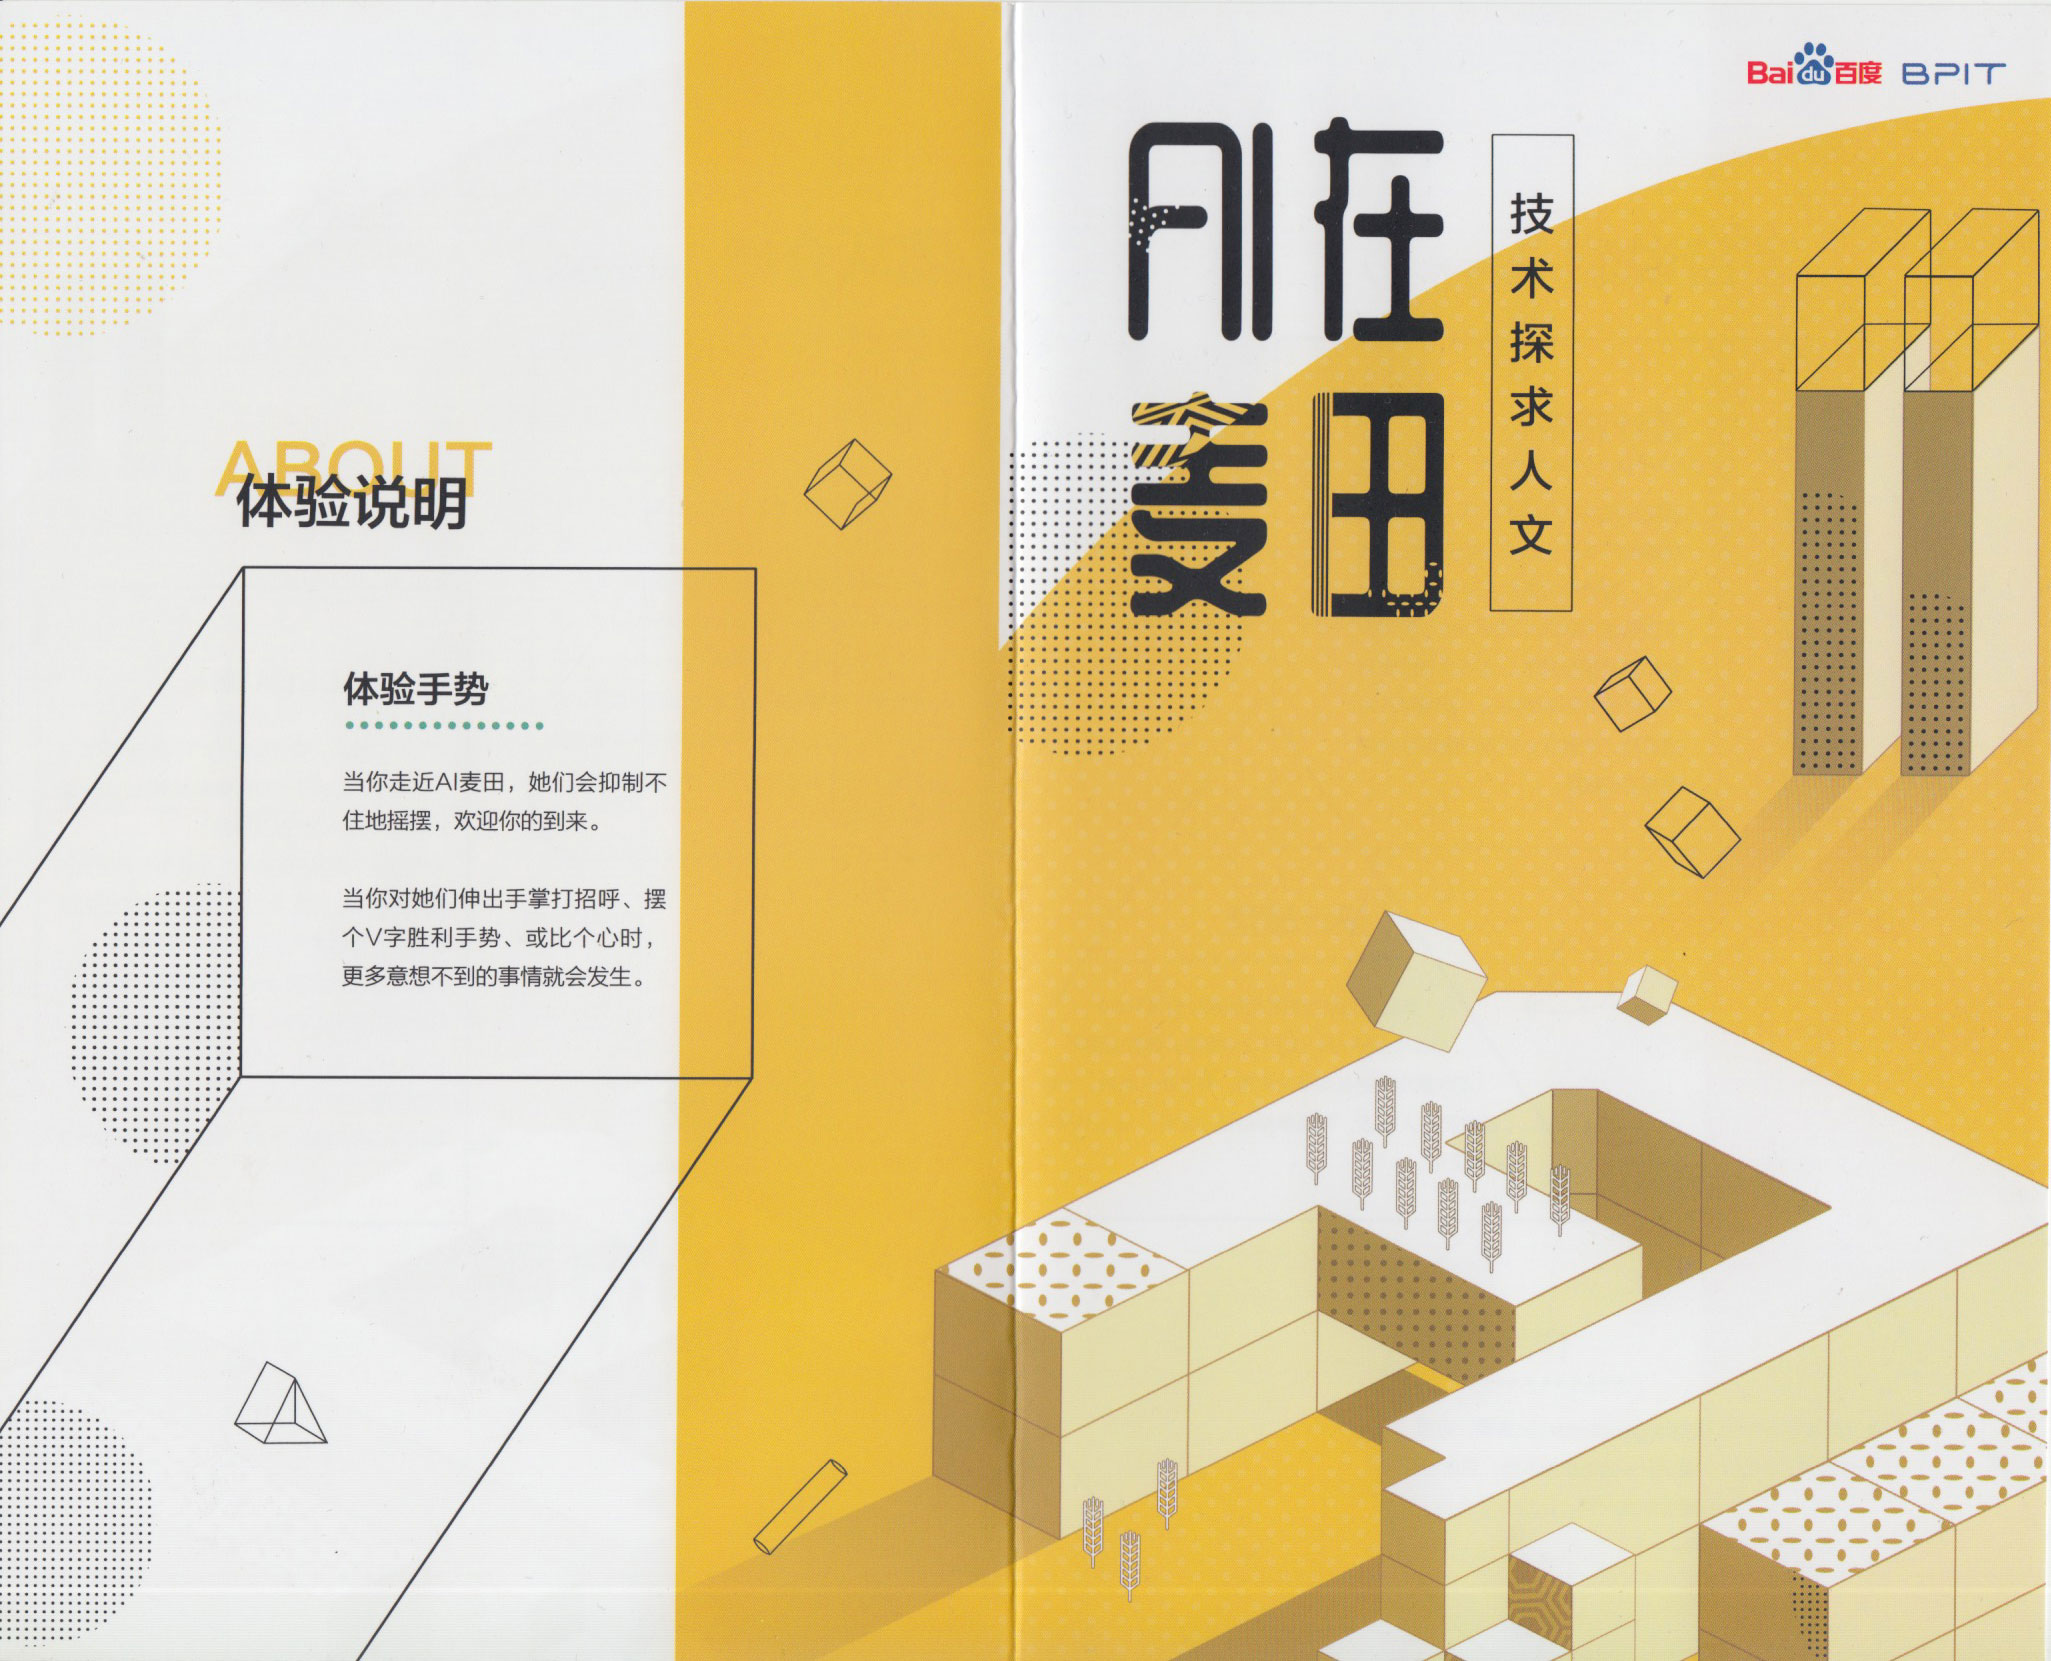 ABOUT
体验说明
体验手势
当你走近AI麦田，她们会抑制不
住地摇摆，欢迎你的到来。
当你对她们伸出手掌打招呼、摆
个V字胜利手势、或比个心时，
更多意想不到的事情就会发生。
Baidu百度 BPIT
AI在
麦田
技术探求人文